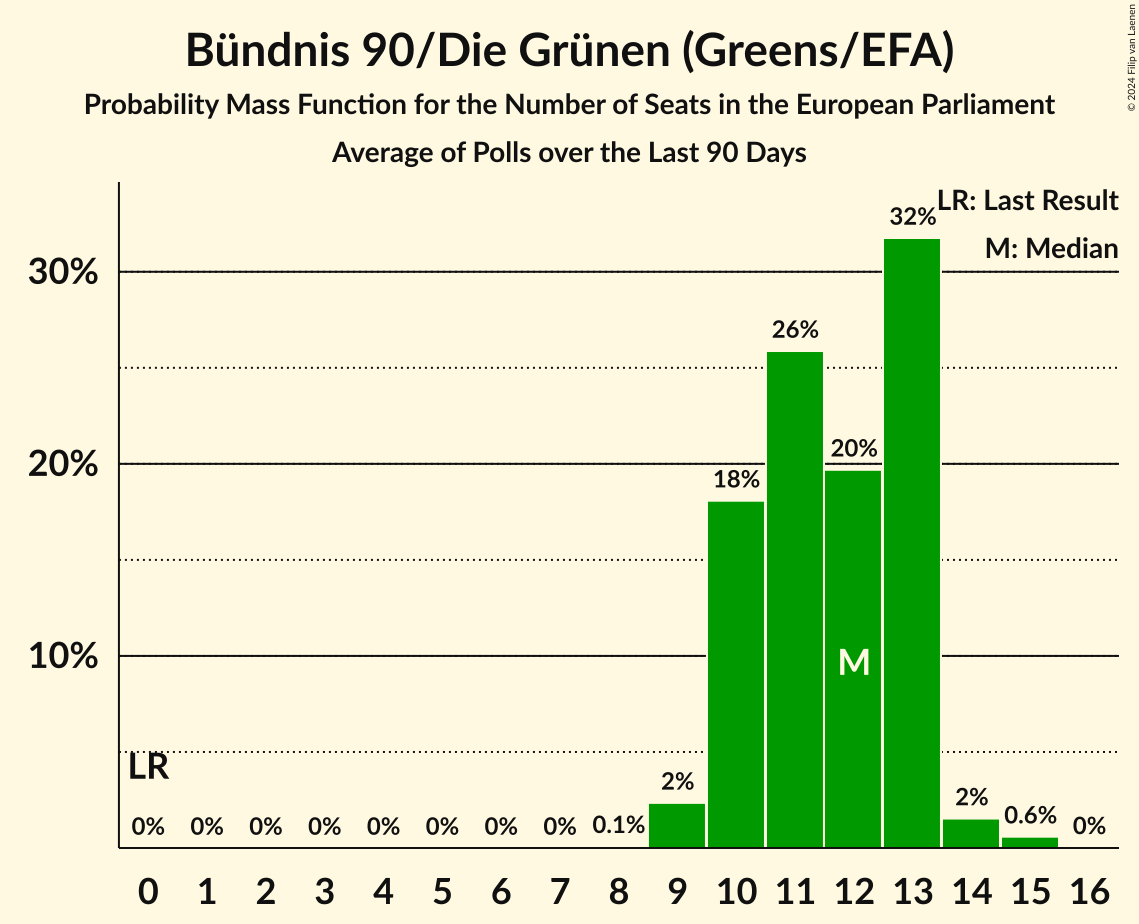 Bündnis 90/Die Grünen (Greens/EFA)
Probability Mass Function for the Number of Seats in the European Parliament
Average of Polls over the Last 90 Days
© 2024 Filip van Laenen
LR: Last Result
M: Median
30%
20%
10%
32%
26%
20%
18%
M
LR
0% 0% 0% 0% 0% 0% 0% 0% 0.1% 2% 2% 0.6% 0%
0 1 2 3 4 5 6 7 8 9 10 11 12 13 14 15 16